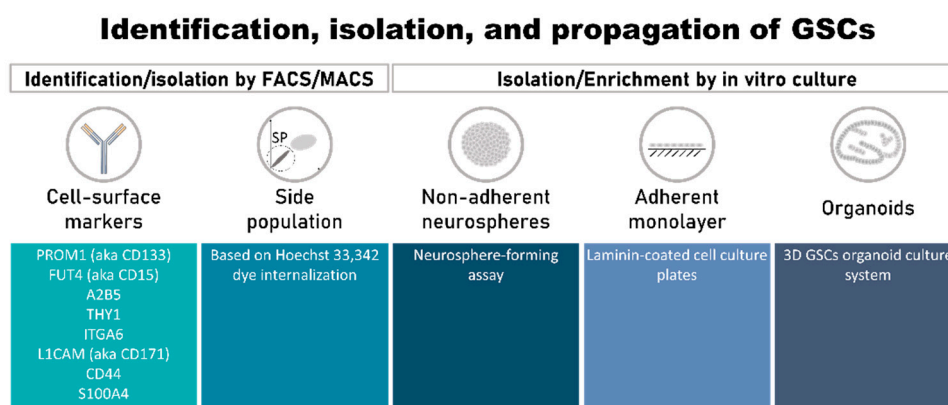 Identification, isolation, and propagation of GSCs
Identification/isolation by FACS/MACS
Isolation/Enrichment by in vitro culture
SP
Cell-surface
markers
Side
population
Non-adherent
neurospheres
Adherent
monolayer
Organoids
PROM1 (aka CD133)
FUT4 (aka CD15)
A2B5
THY1
ITGA6
L1CAM (aka CD171)
CD44
S100A4
Based on Hoechst 33,342
dye internalization
Neurosphere-forming
assay
Laminin-coated cell culture
plates
3D GSCs organoid culture
system